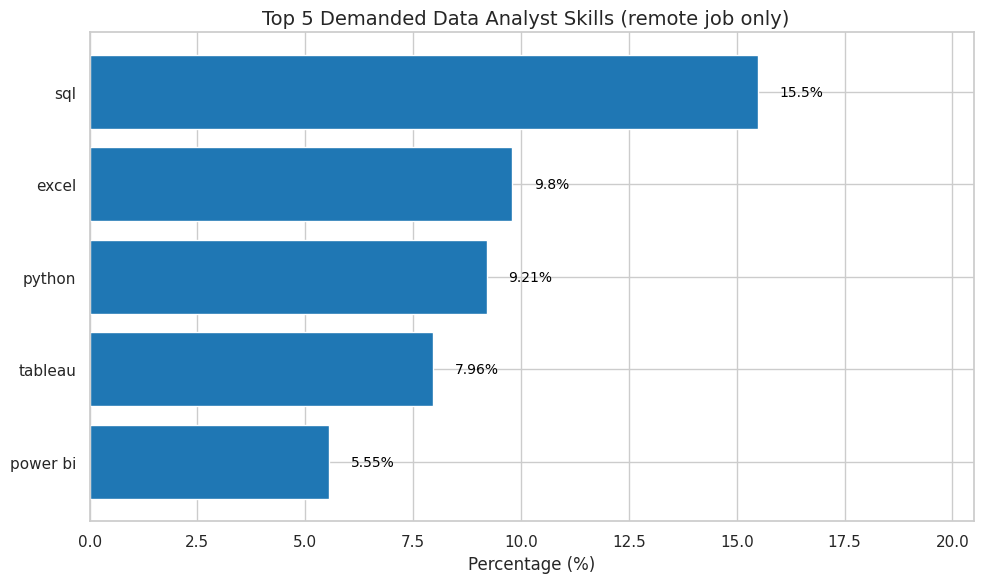 Top 5 Demanded Data Analyst Skills (remote job only)
sql
15.5%
excel
9.8%
python
9.21%
tableau
7.96%
power bi
5.55%
0.0 2.5 5.0 7.5 10.0 12.5 15.0 17.5 20.0
Percentage (%)